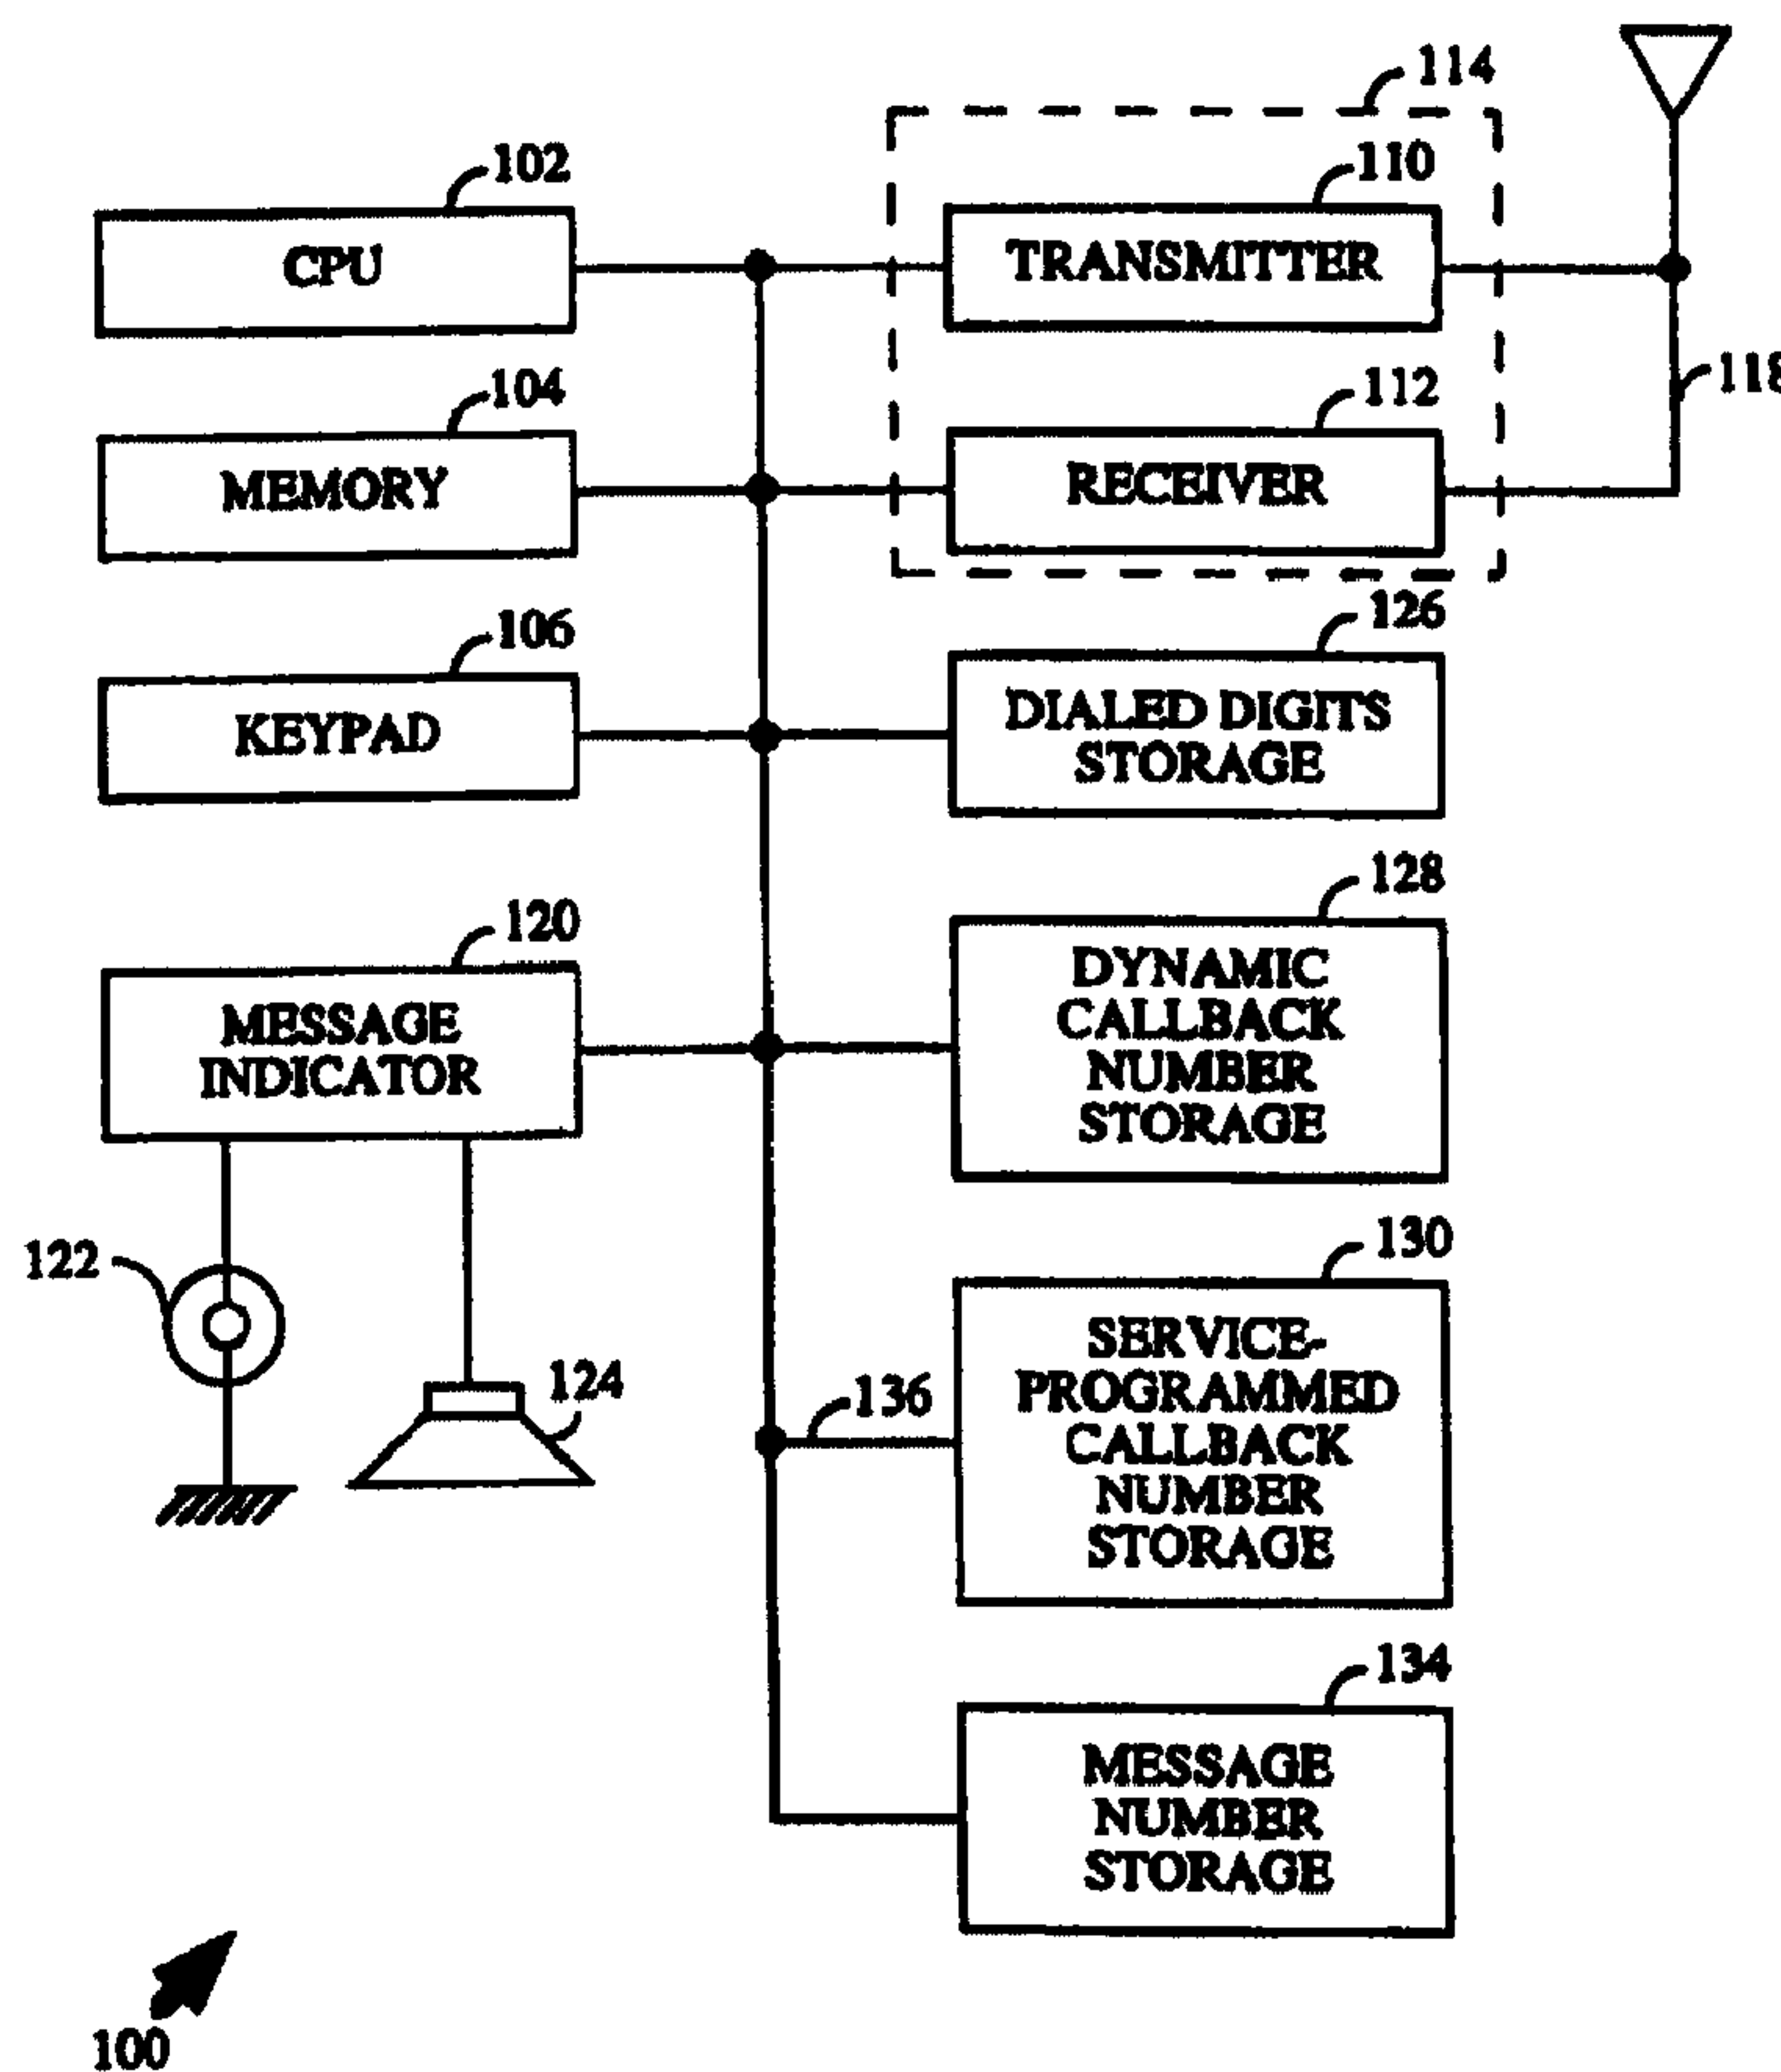 114
102
110
CPU
TRANSMITTER
118
104
112
MEMORY
RECEIVER
106
126
KEYPAD
DIALED DIGITS
STORAGE
120
128
MESSAGE
INDICATOR
DYNAMIC
CALLBACK
NUMBER
STORAGE
122
124
130
136
SERVICE-
PROGRAMMED
CALLBACK
NUMBER
STORAGE
134
MESSAGE
NUMBER
STORAGE
100